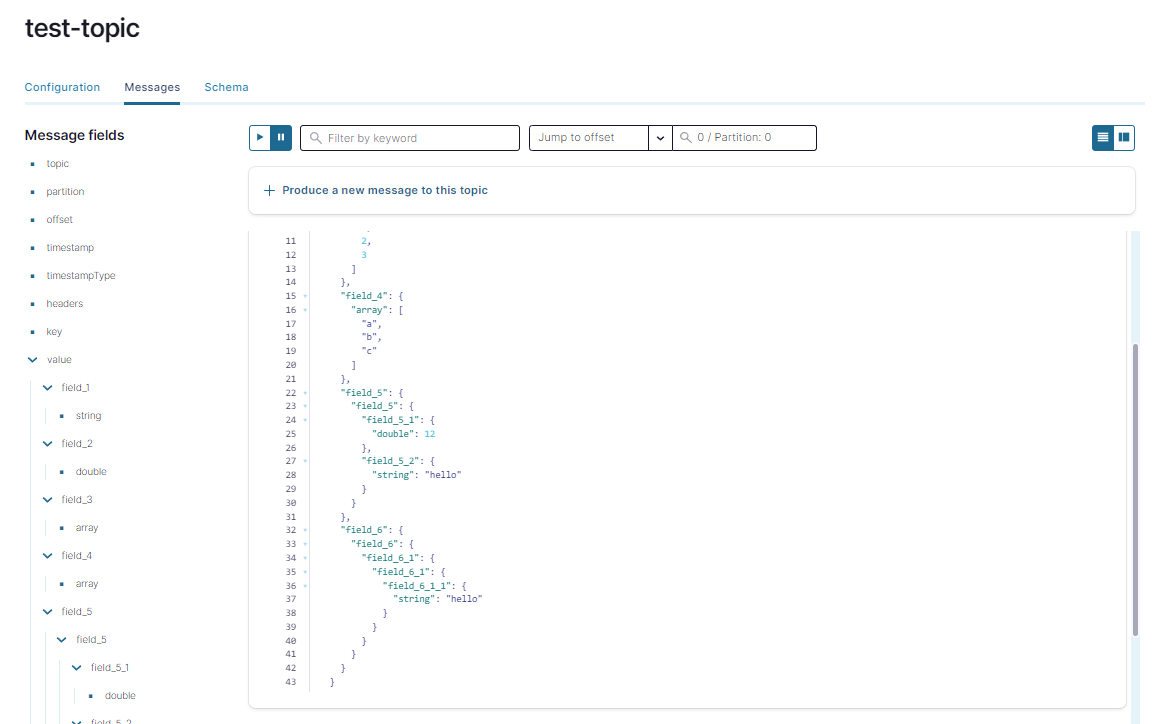 test-topic
Configuration Messages Schema
Message fields
topic
partition
offset
timestamp
timestampType
headers
key
value
field_1
string
field_2
double
field_3
array
field_4
array
field_5
field_5
field_5_1
double
field_5_2
Filter by keyword
Jump to offset
0 / Partition: 0
Produce a new message to this topic
11 2,
12 3
13 ]
14 },
15 "field_4": {
16 "array": [
17 "a",
18 "b",
19 "c"
20 ]
21 },
22 "field_5": {
23 "field_5": {
24 "field_5_1": {
25 "double": 12
26 },
27 "field_5_2": {
28 "string": "hello"
29 }
30 }
31 },
32 "field_6": {
33 "field_6": {
34 "field_6_1": {
35 "field_6_1": {
36 "field_6_1_1": {
37 "string": "hello"
38 }
39 }
40 }
41 }
42 }
43 }